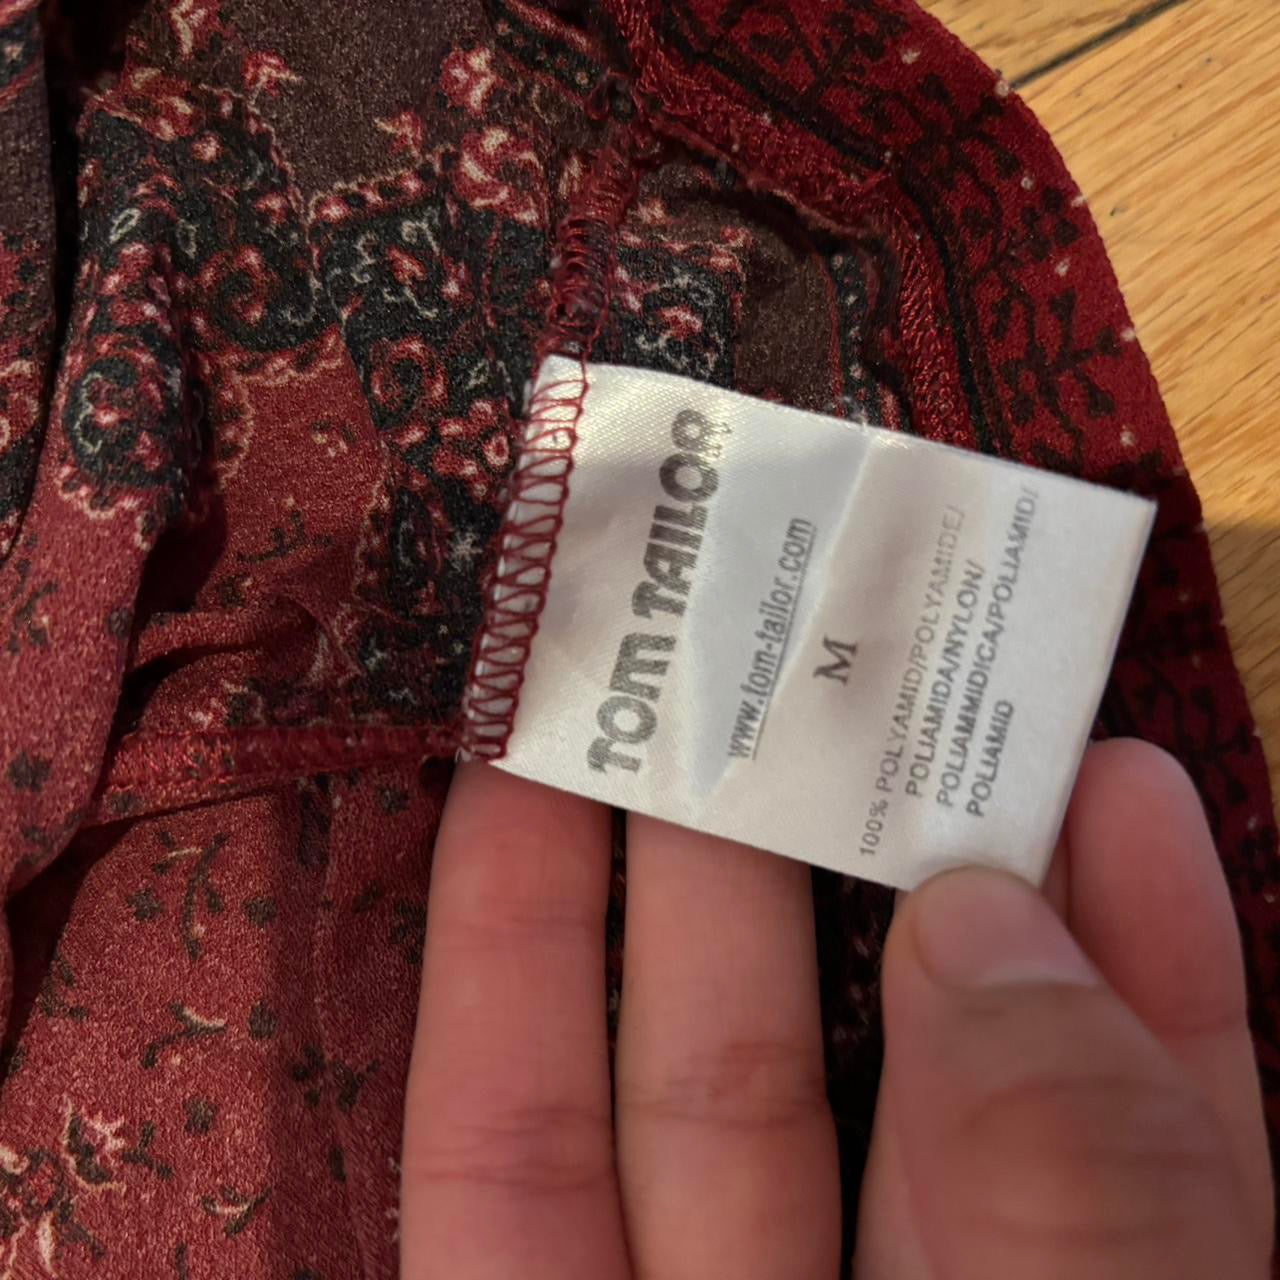 TOM TAILOR
www.tom-tailor.com
M
100% POLYAMID/POLYAMIDE/
POLIAMIDA/NYLON/
POLIAMMIDICA/POLIAMID/
POLIAMID